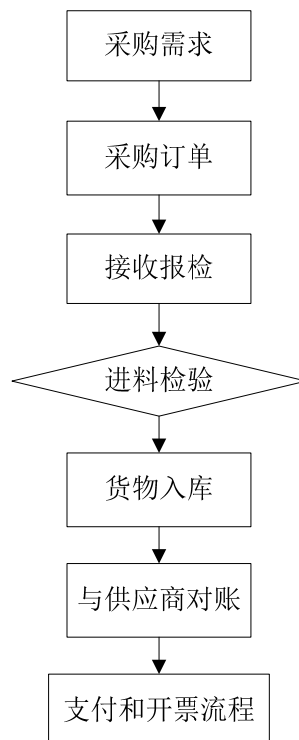 采购需求
采购订单
接收报检
进料检验
货物入库
与供应商对账
支付和开票流程